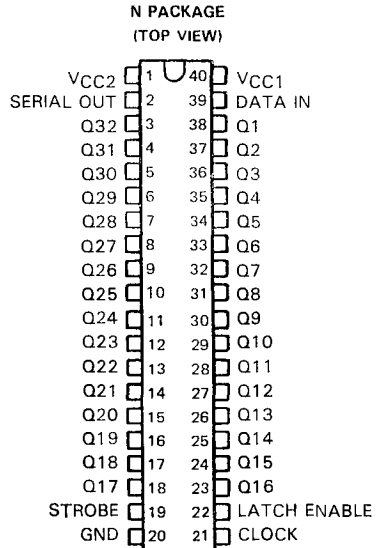 N PACKAGE
(TOP VIEW)
VCC2 1 40 VCC1
SERIAL OUT 2 39 DATA IN
Q32 3 38 Q1
Q31 4 37 Q2
Q30 5 36 Q3
Q29 6 35 Q4
Q28 7 34 Q5
Q27 8 33 Q6
Q26 9 32 Q7
Q25 10 31 Q8
Q24 11 30 Q9
Q23 12 29 Q10
Q22 13 28 Q11
Q21 14 27 Q12
Q20 15 26 Q13
Q19 16 25 Q14
Q18 17 24 Q15
Q17 18 23 Q16
STROBE 19 22 LATCH ENABLE
GND 20 21 CLOCK